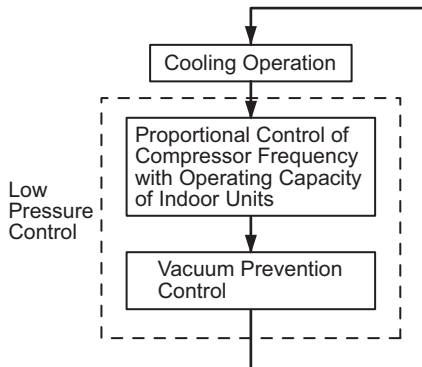 Cooling Operation
Proportional Control of
Compressor Frequency
with Operating Capacity
of Indoor Units
Low
Pressure
Control
Vacuum Prevention
Control